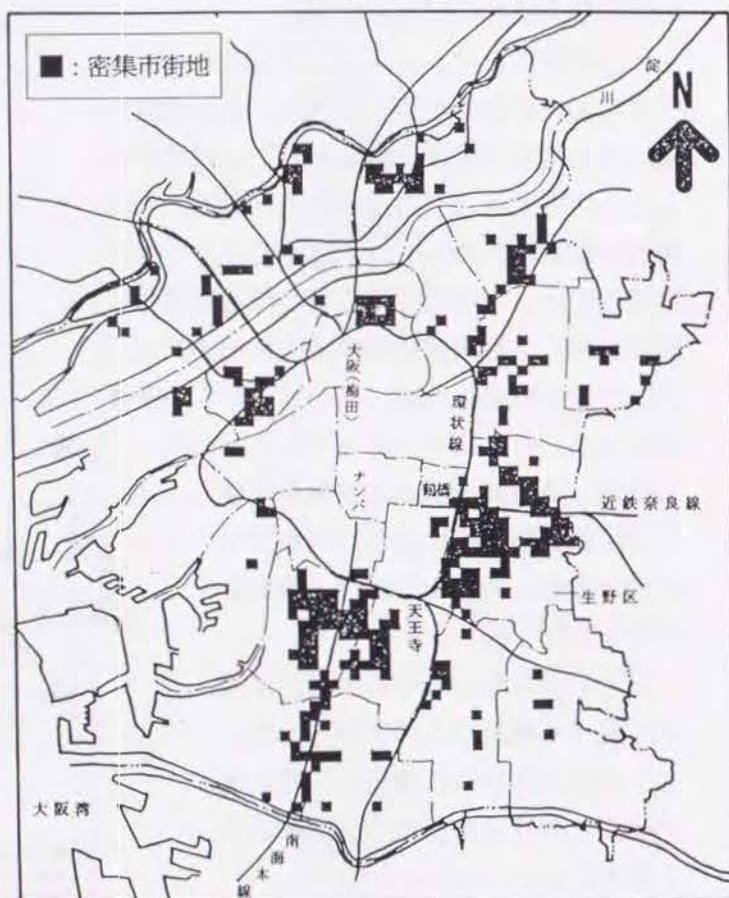 ■：密集市街地
淀川
N
大阪（梅田）
環状線
ナンバ
鶴橋
近鉄奈良線
生野区
天王寺
大阪湾
南海本線